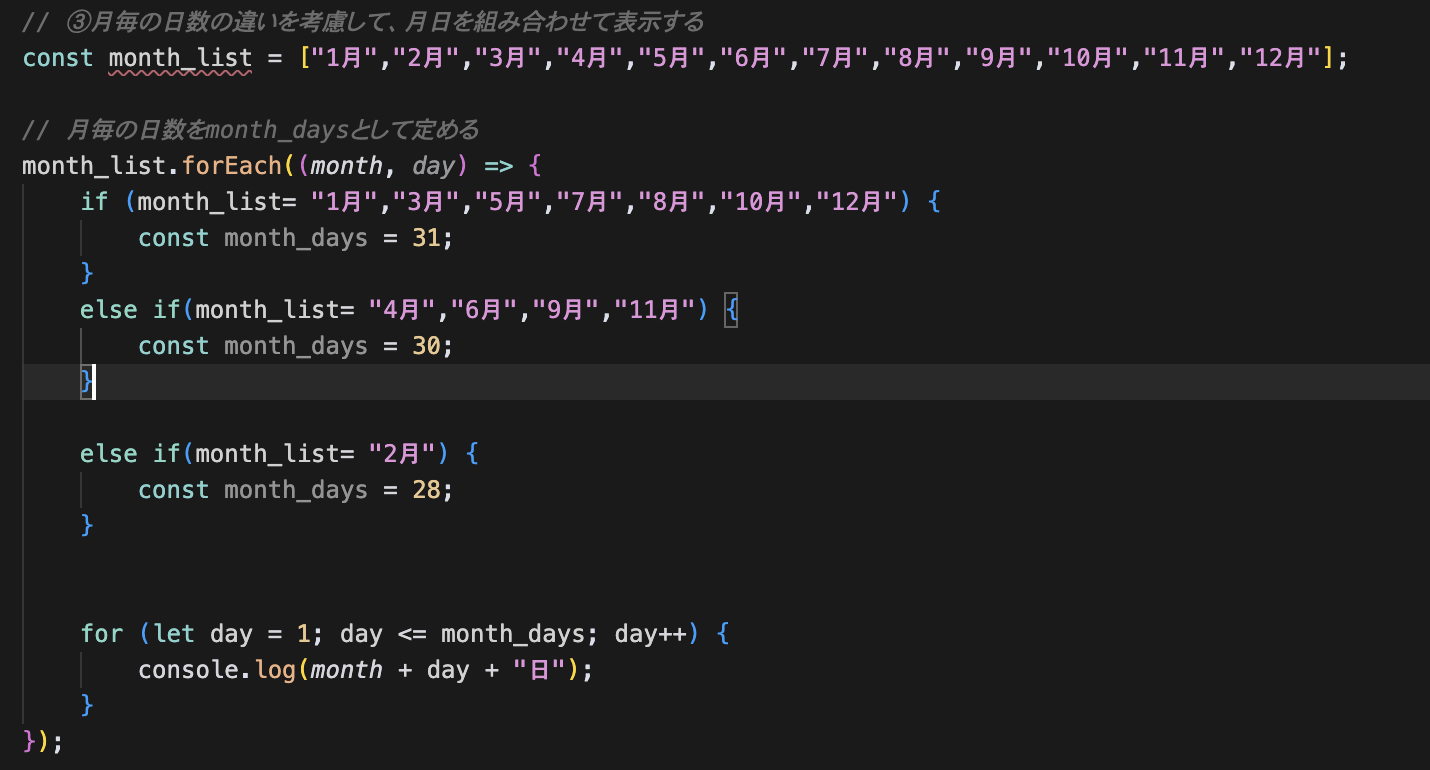 // ③月毎の日数の違いを考慮して、月日を組み合わせて表示する
const month_list = ["1月","2月","3月","4月","5月","6月","7月","8月","9月","10月","11月","12月"];
// 月毎の日数をmonth_daysとして定める
month_list.forEach((month, day) => {
if (month_list= "1月","3月","5月","7月","8月","10月","12月") {
const month_days = 31;
}
else if(month_list= "4月","6月","9月","11月") {
const month_days = 30;
}
else if(month_list= "2月") {
const month_days = 28;
}
for (let day = 1; day <= month_days; day++) {
console.log(month + day + "日");
}
});